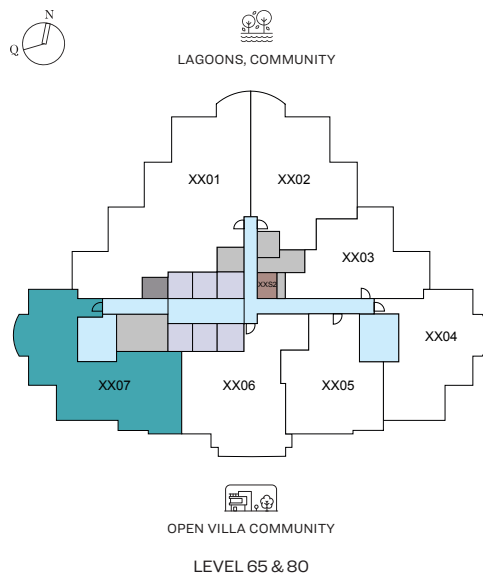 N
Q
LAGOONS, COMMUNITY
XX01
XX02
XX03
XXS2
XX04
XX07
XX06
XX05
OPEN VILLA COMMUNITY
LEVEL 65 & 80